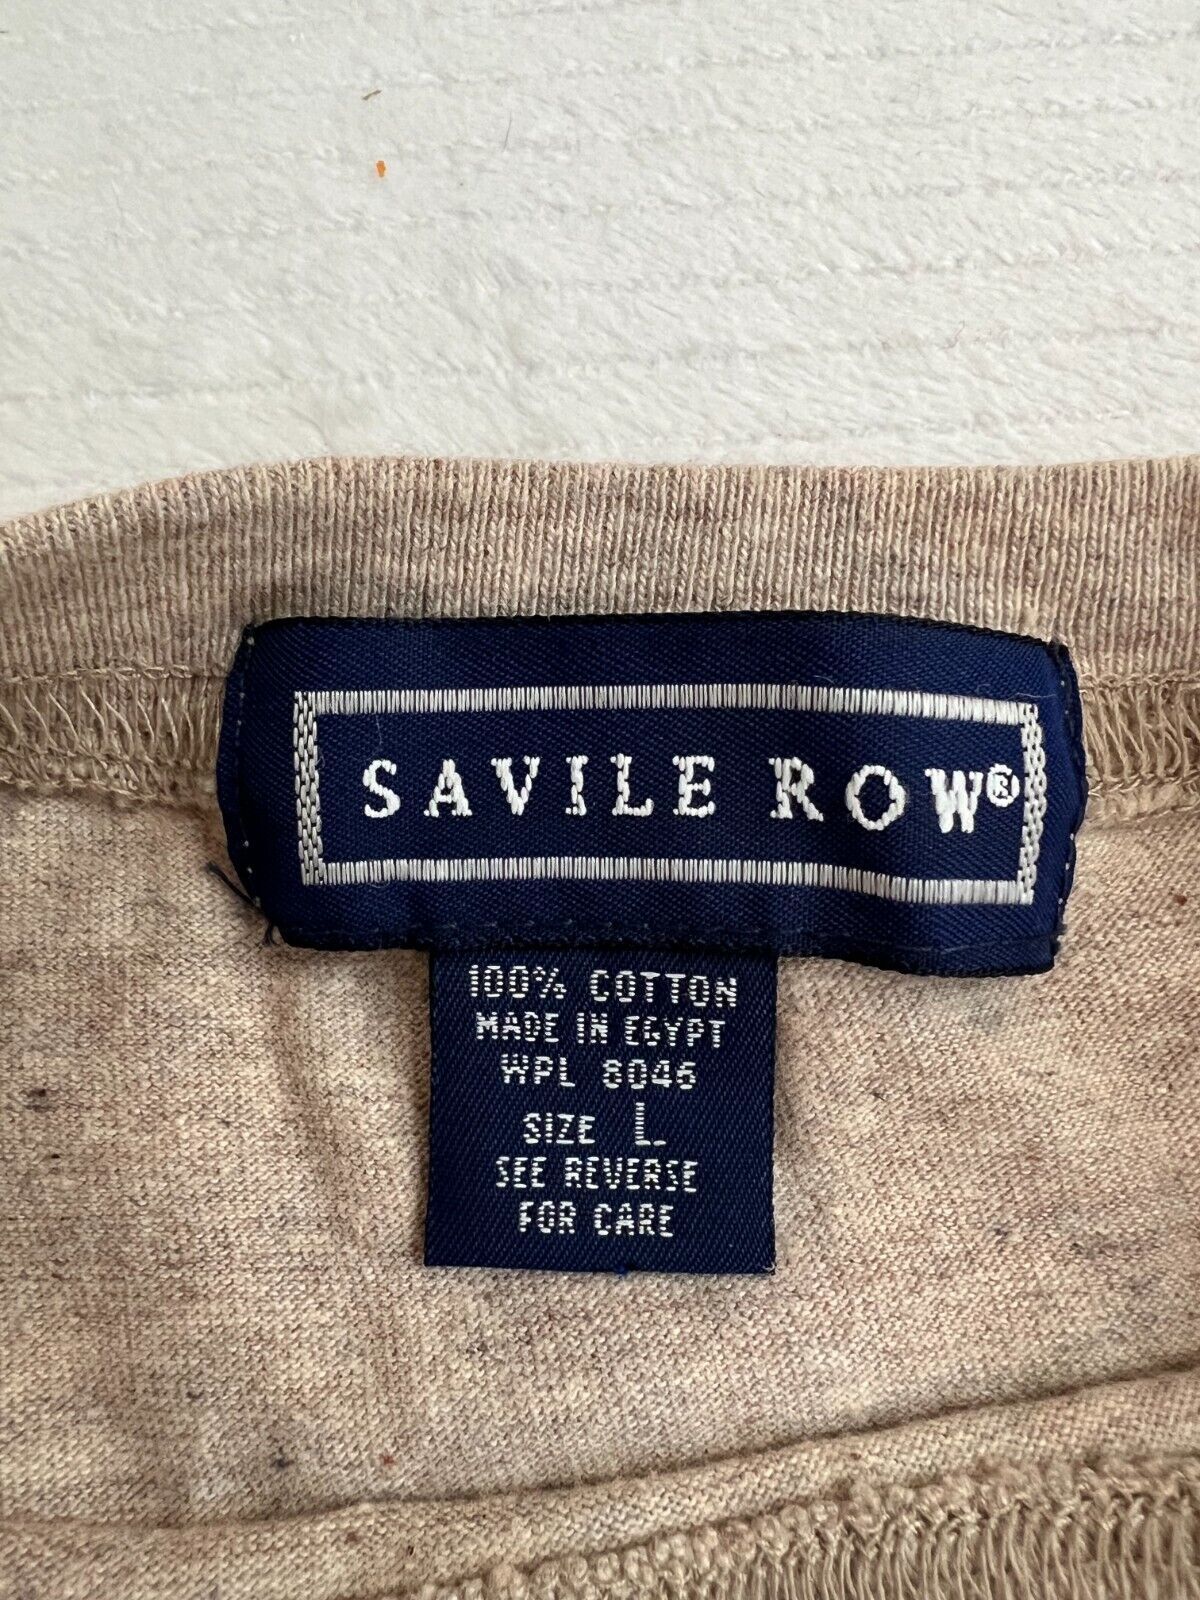 SAVILE ROW®
100% COTTON
MADE IN EGYPT
WPL 8046
SIZE L
SEE REVERSE
FOR CARE